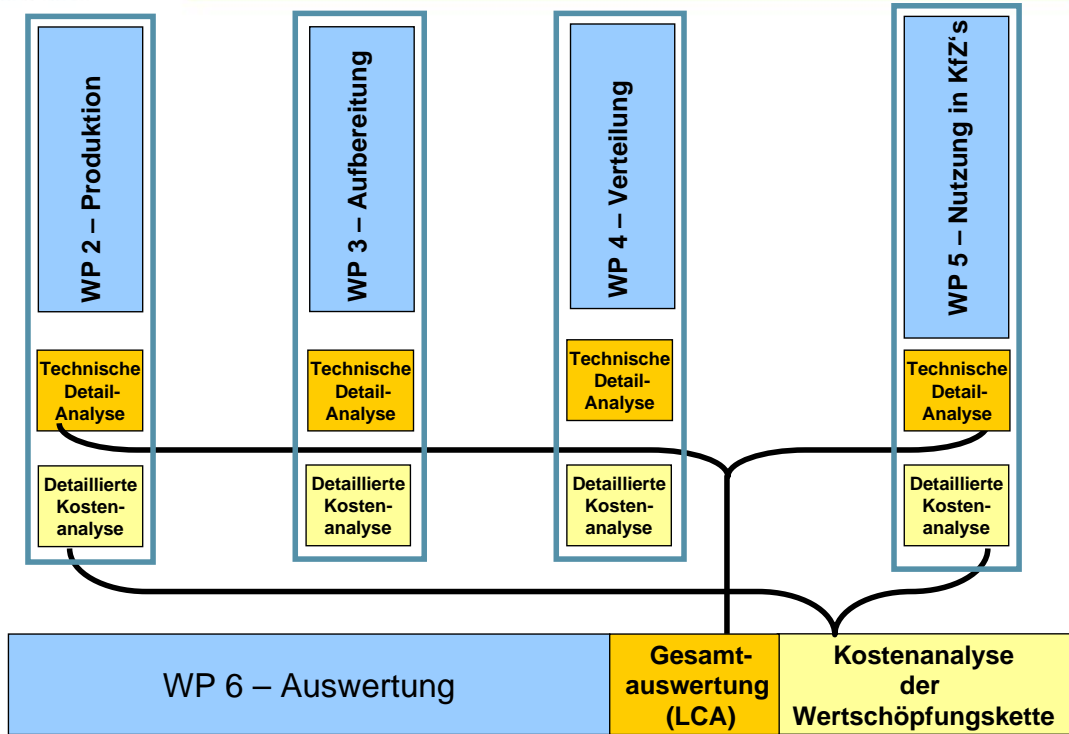 WP 2 – Produktion
Technische
Detail-
Analyse
Detaillierte
Kosten-
analyse
WP 3 – Aufbereitung
Technische
Detail-
Analyse
Detaillierte
Kosten-
analyse
WP 4 – Verteilung
Technische
Detail-
Analyse
Detaillierte
Kosten-
analyse
WP 5 – Nutzung in KfZ‘s
Technische
Detail-
Analyse
Detaillierte
Kosten-
analyse
WP 6 – Auswertung
Gesamt-
auswertung
(LCA)
Kostenanalyse
der
Wertschöpfungskette